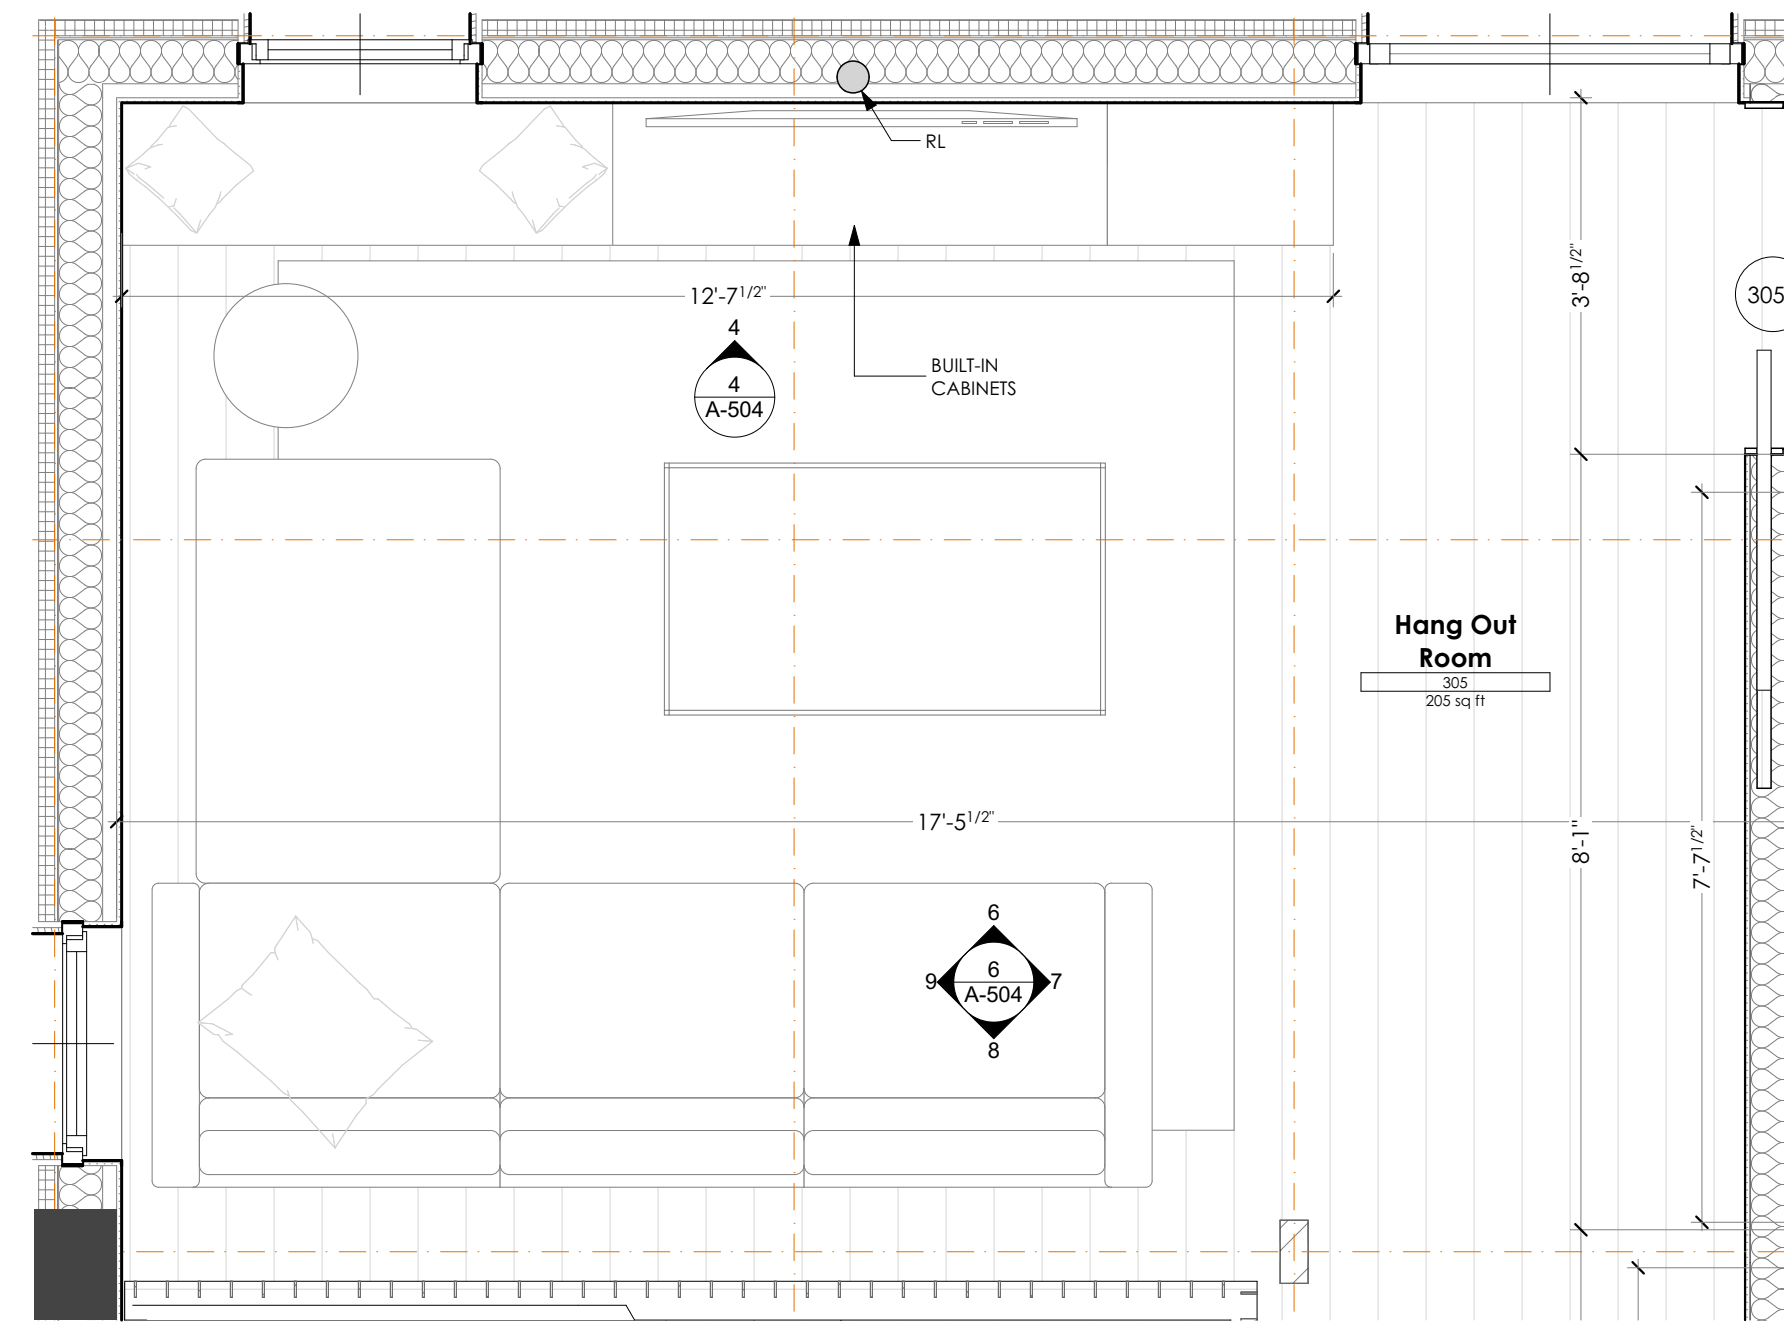 RL
3'-8 1/2"
305
12'-7 1/2"
4
4
A-504
BUILT-IN
CABINETS
Hang Out
Room
305
205 sq ft
17'-5 1/2"
8'-1"
7'-7 1/2"
6
9
6
A-504
7
8